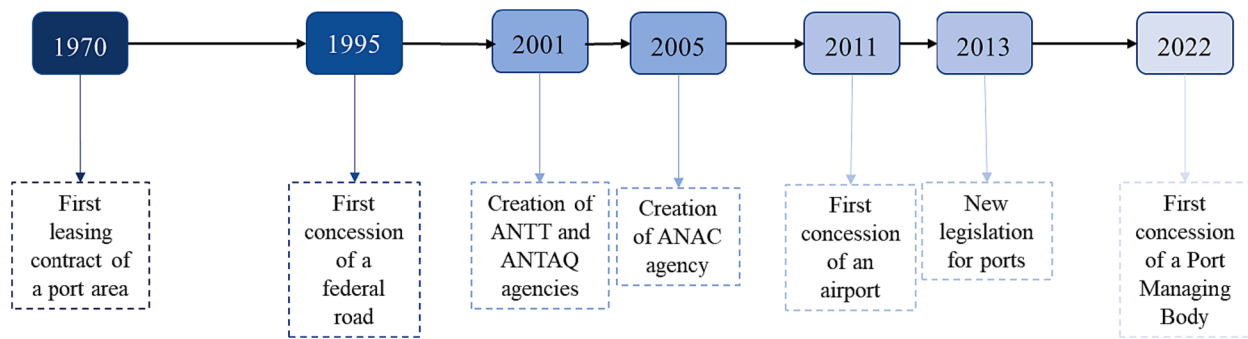 1970
1995
2001
2005
2011
2013
2022
First
leasing
contract of
a port area
First
concession
of a
federal
road
Creation of
ANTT and
ANTAQ
agencies
Creation
of ANAC
agency
First
concession
of an
airport
New
legislation
for ports
First
concession
of a Port
Managing
Body